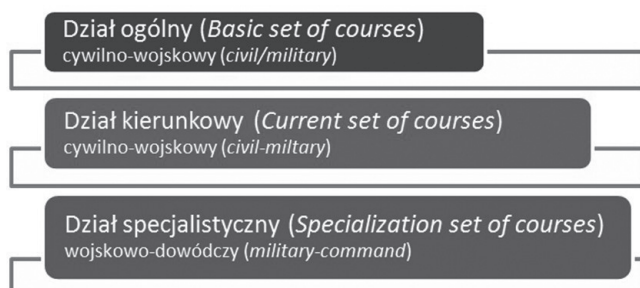 Dział ogólny (Basic set of courses)
cywilno-wojskowy (civil/military)
Dział kierunkowy (Current set of courses)
cywilno-wojskowy (civil-miltary)
Dział specjalistyczny (Specialization set of courses)
wojskowo-dowódczy (military-command)